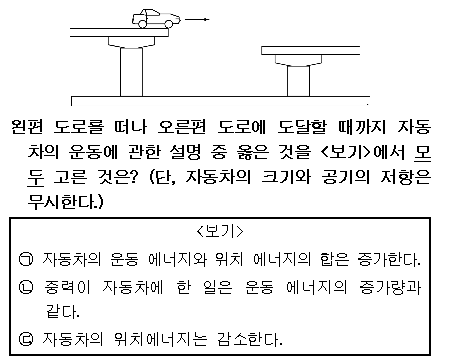 왼편 도로를 떠나 오른편 도로에 도달할 때까지 자동
차의 운동에 관한 설명 중 옳은 것을 <보기>에서 모
두 고른 것은? (단, 자동차의 크기와 공기의 저항은
무시한다.)
<보기>
㉠ 자동차의 운동 에너지와 위치 에너지의 합은 증가한다.
㉡ 중력이 자동차에 한 일은 운동 에너지의 증가량과
같다.
㉢ 자동차의 위치에너지는 감소한다.